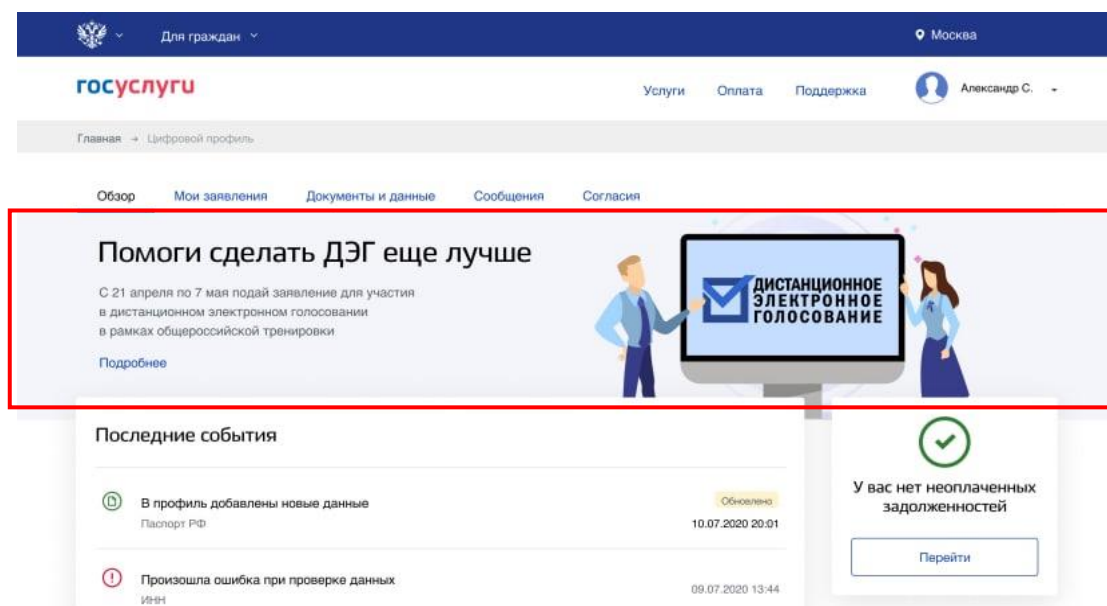 Для граждан
Москва
госуслуги
Услуги Оплата Поддержка Александр С.
Главная → Цифровой профиль
Обзор Мои заявления Документы и данные Сообщения Согласия
Помоги сделать ДЭГ еще лучше
С 21 апреля по 7 мая подай заявление для участия
в дистанционном электронном голосовании
в рамках общероссийской тренировки
Подробнее
ДИСТАНЦИОННОЕ
ЭЛЕКТРОННОЕ
ГОЛОСОВАНИЕ
Последние события
В профиль добавлены новые данные
Паспорт РФ
Обновлено
10.07.2020 20:01
Произошла ошибка при проверке данных
ИНН
09.07.2020 13:44
У вас нет неоплаченных
задолженностей
Перейти